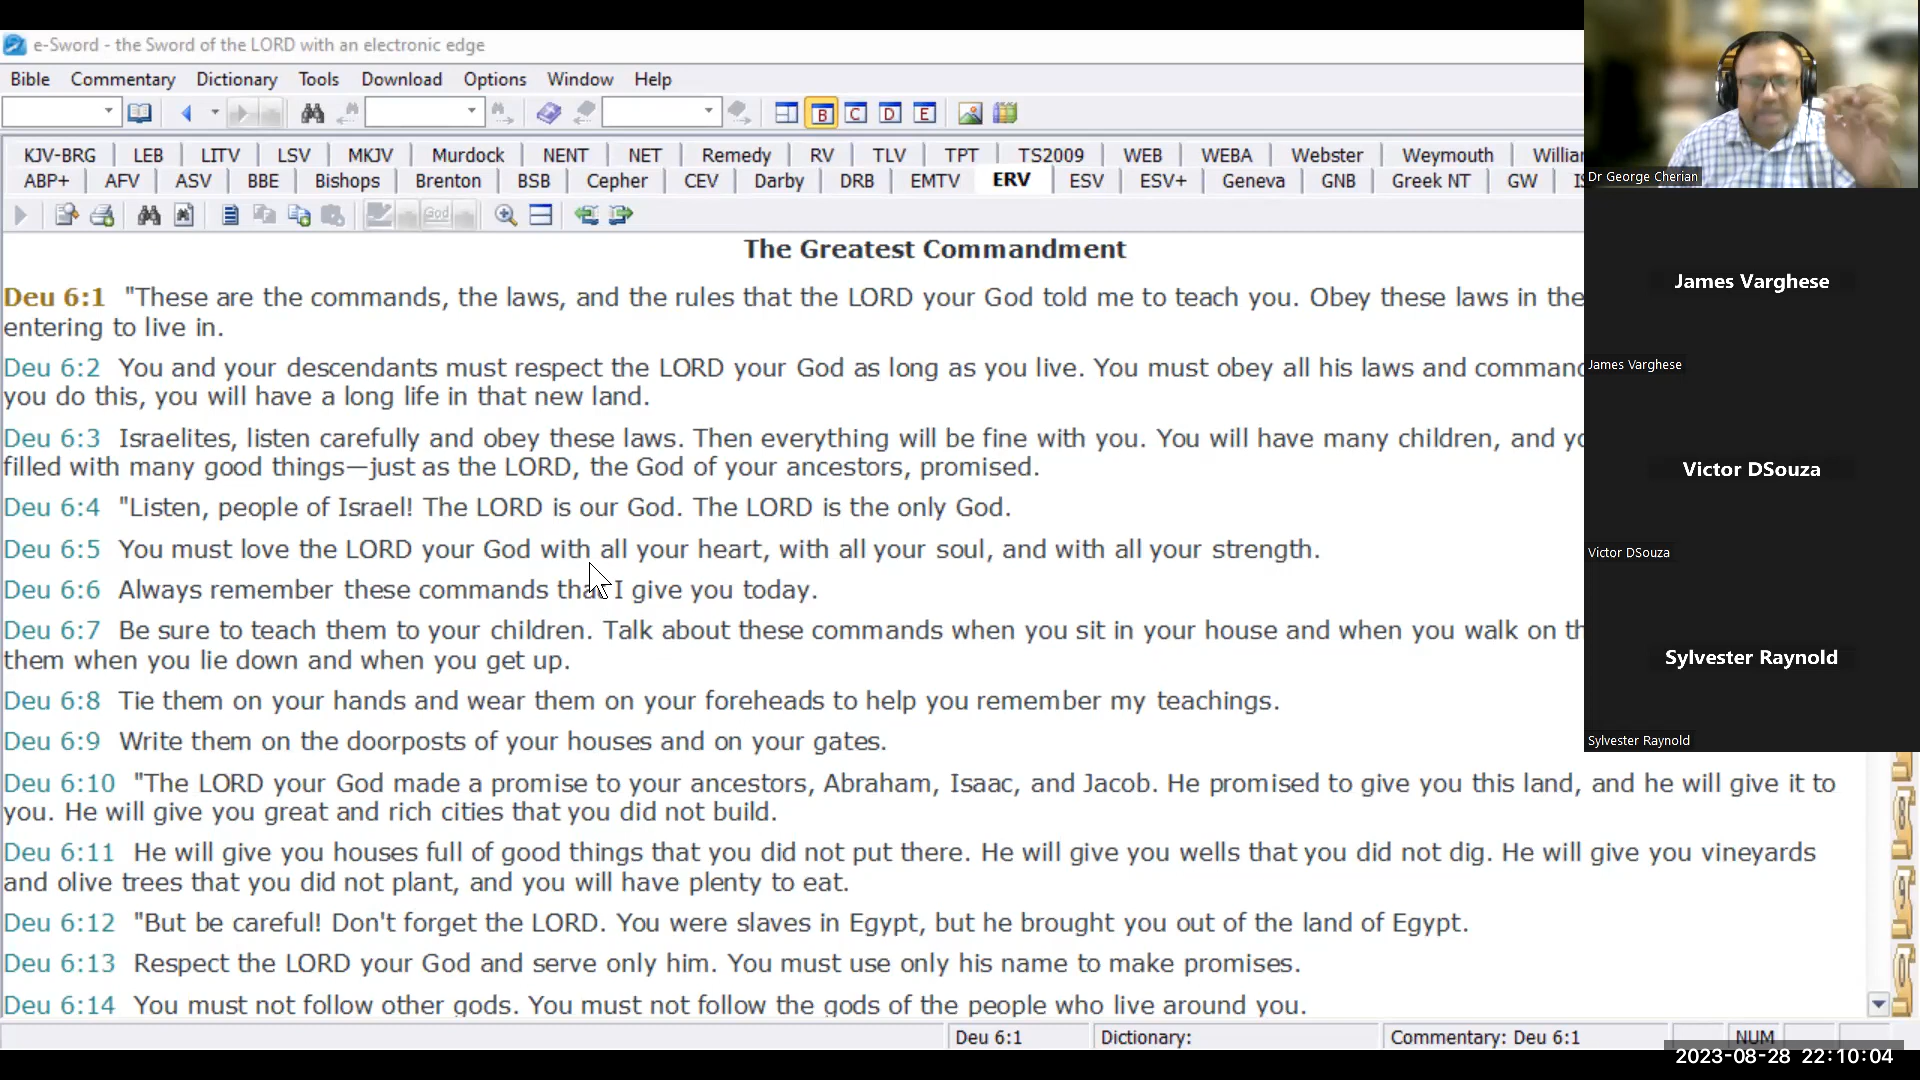 e-Sword - the Sword of the LORD with an electronic edge
Bible Commentary Dictionary Tools Download Options Window Help
B C D E
KJV-BRG LEB LITV LSV MKJV Murdock NENT NET Remedy RV TLV TPT TS2009 WEB WEBA Webster Weymouth Willian
ABP+ AFV ASV BBE Bishops Brenton BSB Cepher CEV Darby DRB EMTV ERV ESV ESV+ Geneva GNB Greek NT GW
God
The Greatest Commandment
Deu 6:1 "These are the commands, the laws, and the rules that the LORD your God told me to teach you. Obey these laws in the
entering to live in.
Deu 6:2 You and your descendants must respect the LORD your God as long as you live. You must obey all his laws and commanc
you do this, you will have a long life in that new land.
Deu 6:3 Israelites, listen carefully and obey these laws. Then everything will be fine with you. You will have many children, and yo
filled with many good things—just as the LORD, the God of your ancestors, promised.
Deu 6:4 "Listen, people of Israel! The LORD is our God. The LORD is the only God.
Deu 6:5 You must love the LORD your God with all your heart, with all your soul, and with all your strength.
Deu 6:6 Always remember these commands that I give you today.
Deu 6:7 Be sure to teach them to your children. Talk about these commands when you sit in your house and when you walk on th
them when you lie down and when you get up.
Deu 6:8 Tie them on your hands and wear them on your foreheads to help you remember my teachings.
Deu 6:9 Write them on the doorposts of your houses and on your gates.
Deu 6:10 "The LORD your God made a promise to your ancestors, Abraham, Isaac, and Jacob. He promised to give you this land, and he will give it to
you. He will give you great and rich cities that you did not build.
Deu 6:11 He will give you houses full of good things that you did not put there. He will give you wells that you did not dig. He will give you vineyards
and olive trees that you did not plant, and you will have plenty to eat.
Deu 6:12 "But be careful! Don't forget the LORD. You were slaves in Egypt, but he brought you out of the land of Egypt.
Deu 6:13 Respect the LORD your God and serve only him. You must use only his name to make promises.
Deu 6:14 You must not follow other gods. You must not follow the gods of the people who live around you.
Deu 6:1 Dictionary: Commentary: Deu 6:1 NUM
Dr George Cherian
James Varghese
James Varghese
Victor DSouza
Victor DSouza
Sylvester Raynold
Sylvester Raynold
8
9
2023-08-28 22:10:04